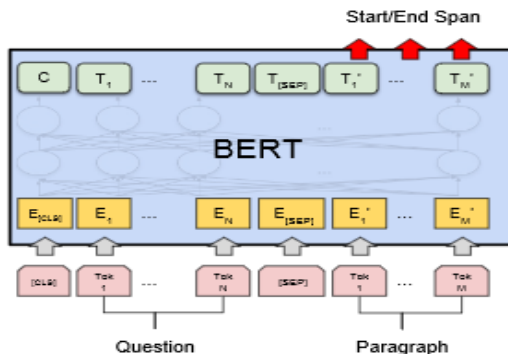 Start/End Span
C T1 ... TN T[SEP] T1' ... TM'
...
BERT
...
E[CLS] E1 ... EN E[SEP] E1' ... EM'
[CLS] Tok 1 ... Tok N [SEP] Tok 1 ... Tok M
Question Paragraph